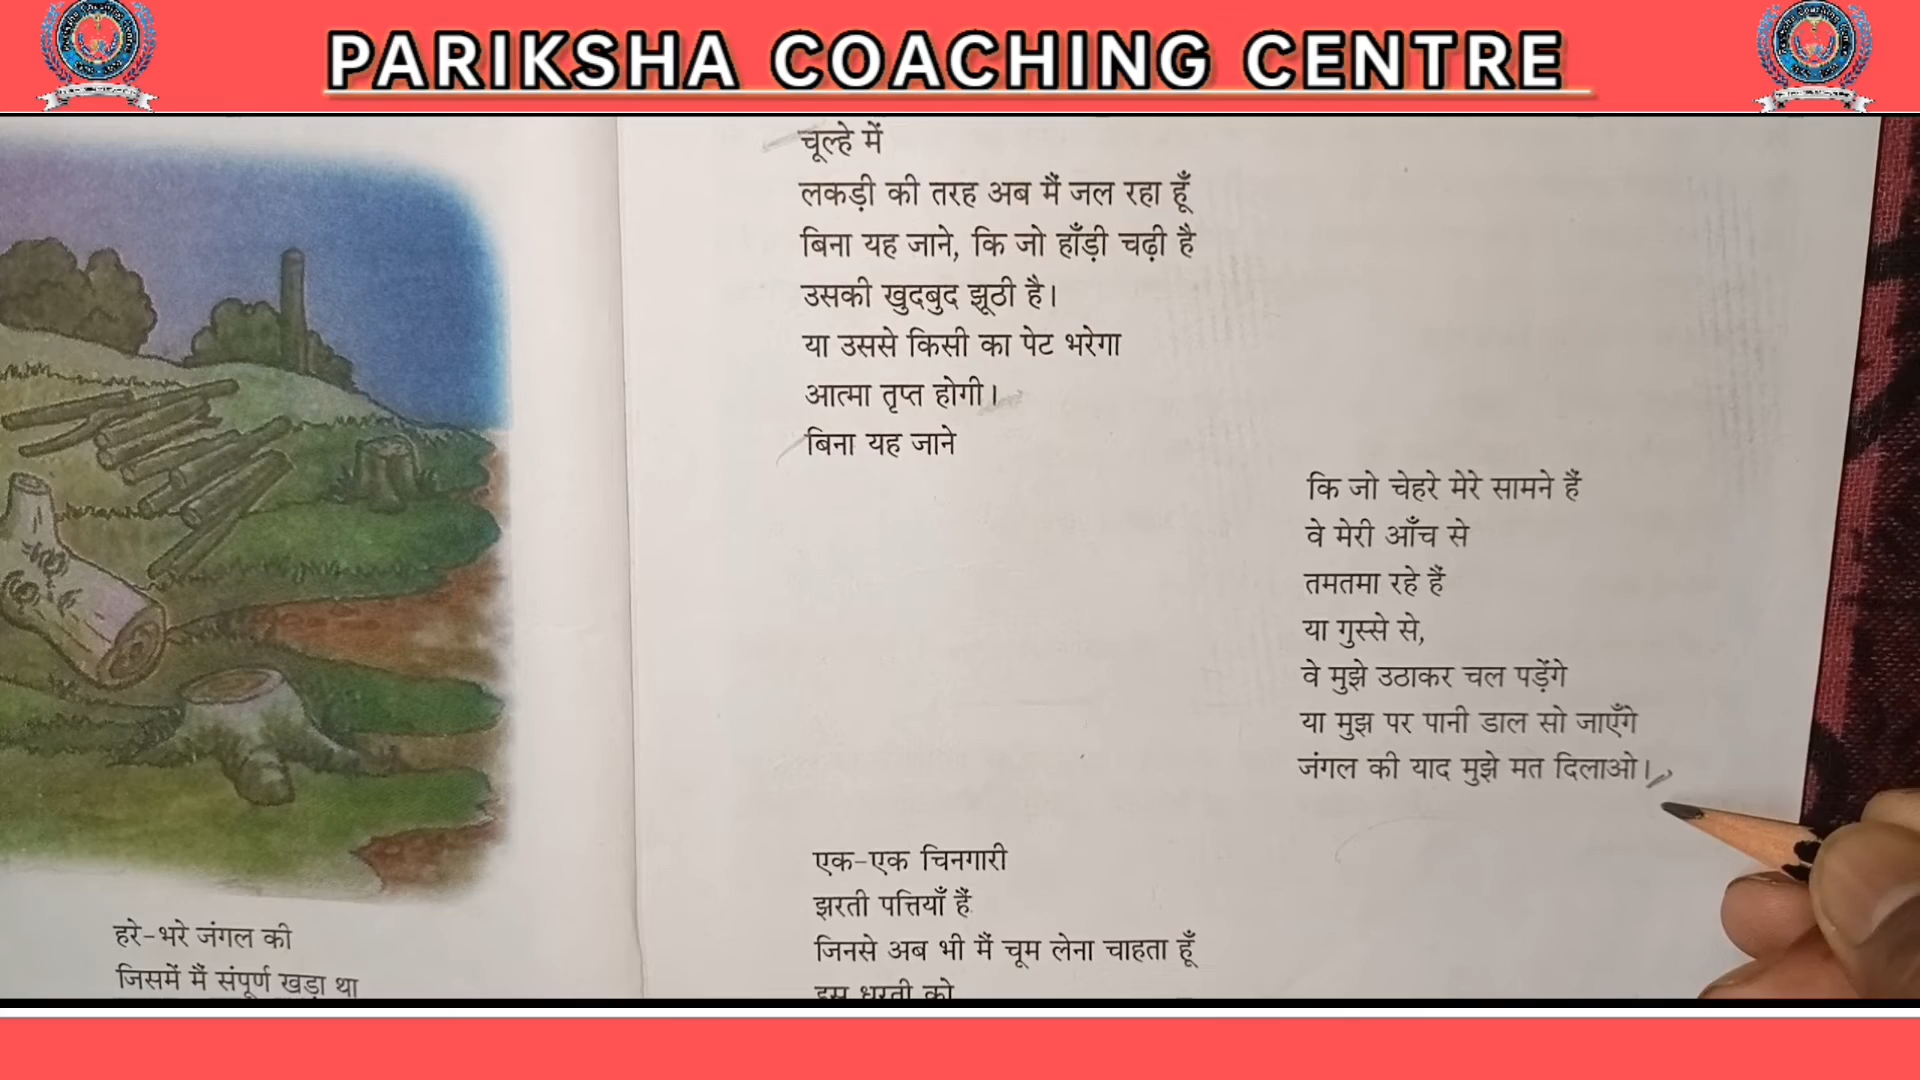 PARIKSHA COACHING CENTRE
हरे-भरे जंगल की
जिसमें मैं संपूर्ण खड़ा था
चूल्हे में
लकड़ी की तरह अब मैं जल रहा हूँ
बिना यह जाने, कि जो हाँड़ी चढ़ी है
उसकी खुदबुद झूठी है।
या उससे किसी का पेट भरेगा
आत्मा तृप्त होगी।
बिना यह जाने
कि जो चेहरे मेरे सामने हैं
वे मेरी आँच से
तमतमा रहे हैं
या गुस्से से,
वे मुझे उठाकर चल पड़ेंगे
या मुझ पर पानी डाल सो जाएँगे
जंगल की याद मुझे मत दिलाओ।
एक-एक चिनगारी
झरती पत्तियाँ हैं
जिनसे अब भी मैं चूम लेना चाहता हूँ
इस धरती को